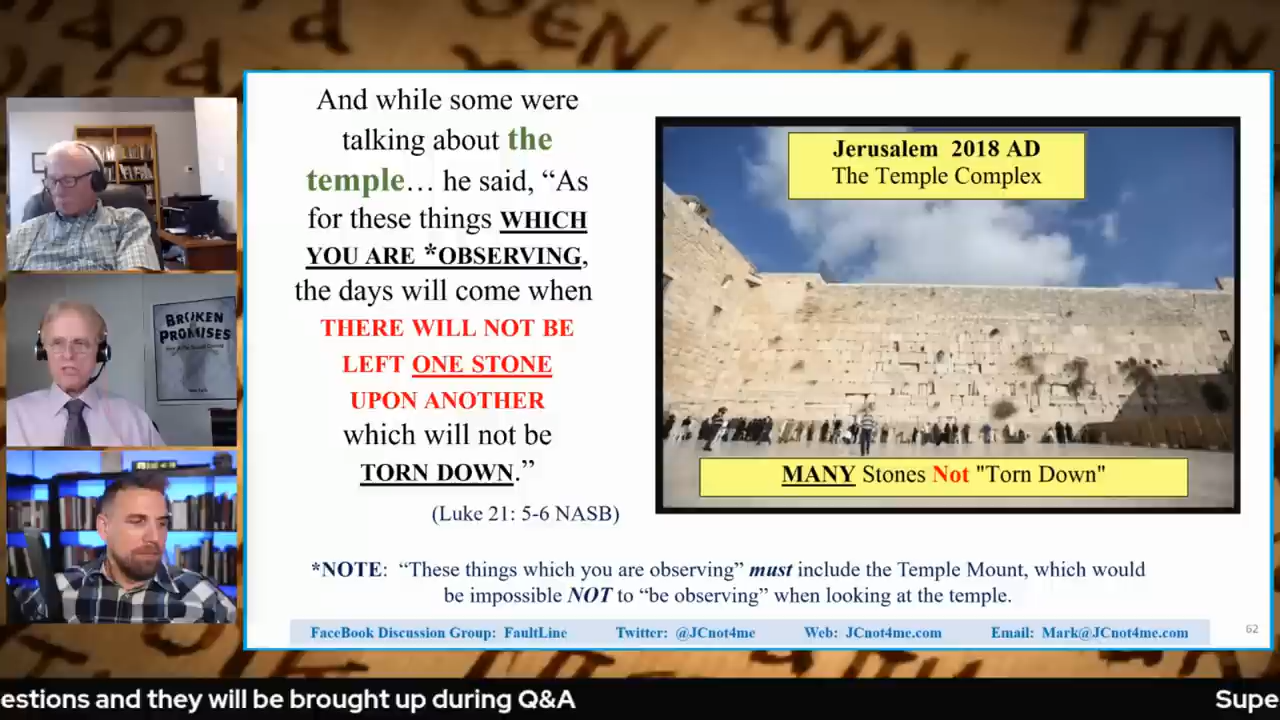 And while some were
talking about the
temple… he said, “As
for these things WHICH
YOU ARE *OBSERVING,
the days will come when
THERE WILL NOT BE
LEFT ONE STONE
UPON ANOTHER
which will not be
TORN DOWN.”
(Luke 21: 5-6 NASB)
Jerusalem 2018 AD
The Temple Complex
MANY Stones Not "Torn Down"
*NOTE: “These things which you are observing” must include the Temple Mount, which would
be impossible NOT to “be observing” when looking at the temple.
FaceBook Discussion Group: FaultLine Twitter: @JCnot4me Web: JCnot4me.com Email: Mark@JCnot4me.com
62
BROKEN
PROMISES
estions and they will be brought up during Q&A
Supe